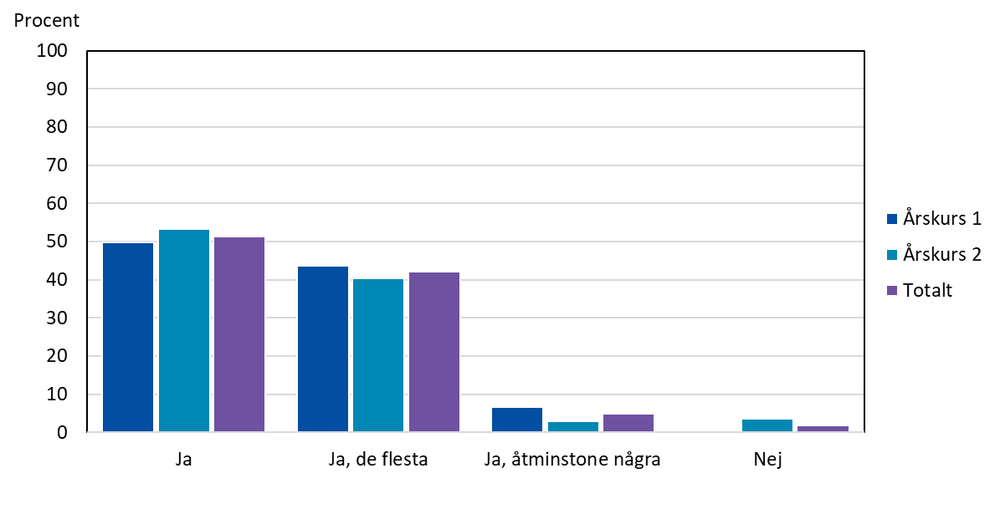 Procent
100
90
80
70
60
50
40
30
20
10
0
Ja
Ja, de flesta
Ja, åtminstone några
Nej
Årskurs 1
Årskurs 2
Totalt